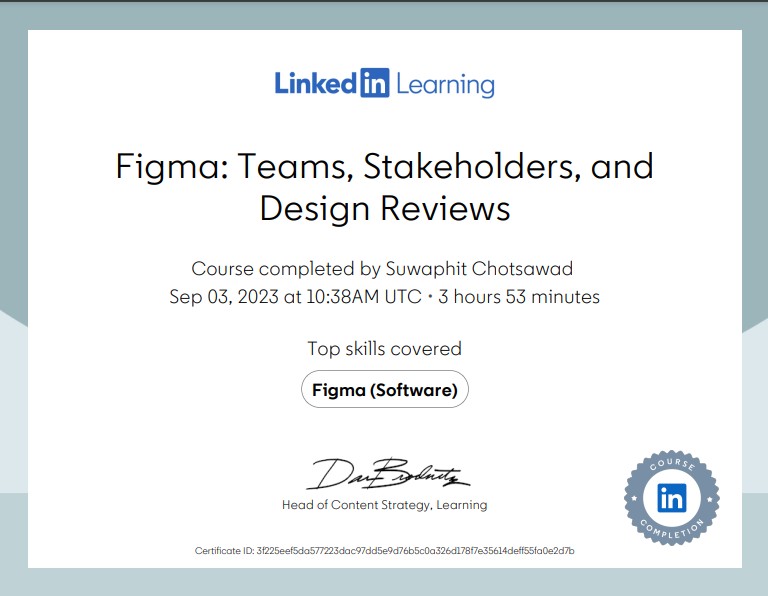 Linked in Learning
Figma: Teams, Stakeholders, and
Design Reviews
Course completed by Suwaphit Chotsawad
Sep 03, 2023 at 10:38AM UTC • 3 hours 53 minutes
Top skills covered
Figma (Software)
Head of Content Strategy, Learning
COURSE
in
COMPLETION
Certificate ID: 3f225eef5da577223dac97dd5e9d76b5c0a326d178f7e35614deff55fa0e2d7b